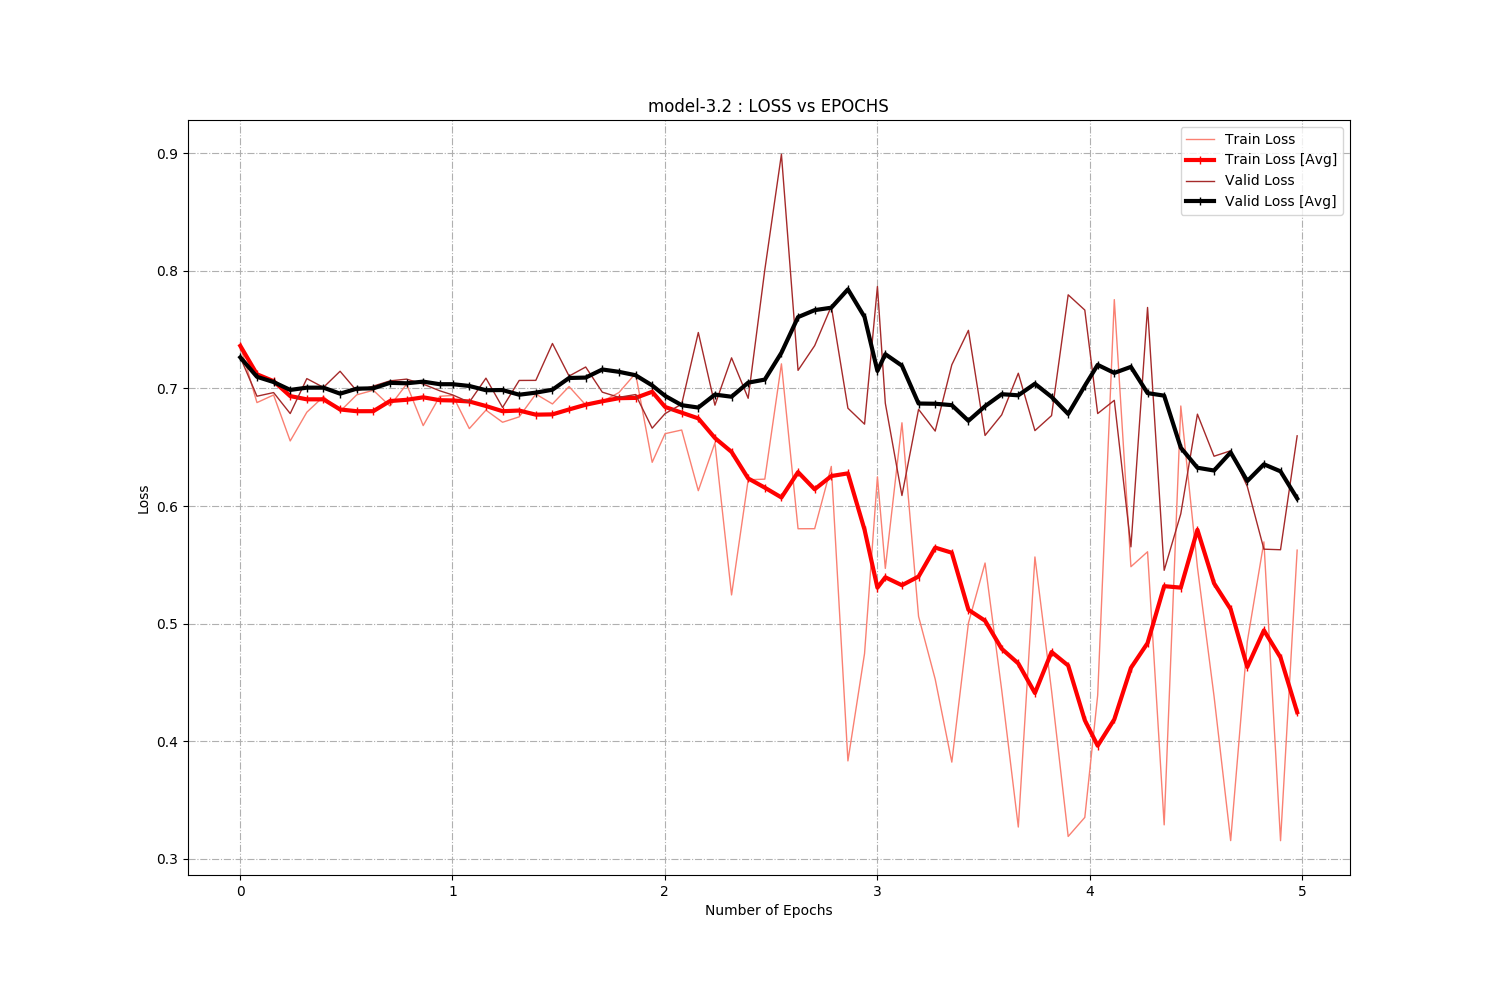 model-3.2 : LOSS vs EPOCHS
Train Loss
Train Loss [Avg]
Valid Loss
Valid Loss [Avg]
0.9
0.8
0.7
0.6
0.5
0.4
0.3
Loss
0 1 2 3 4 5
Number of Epochs